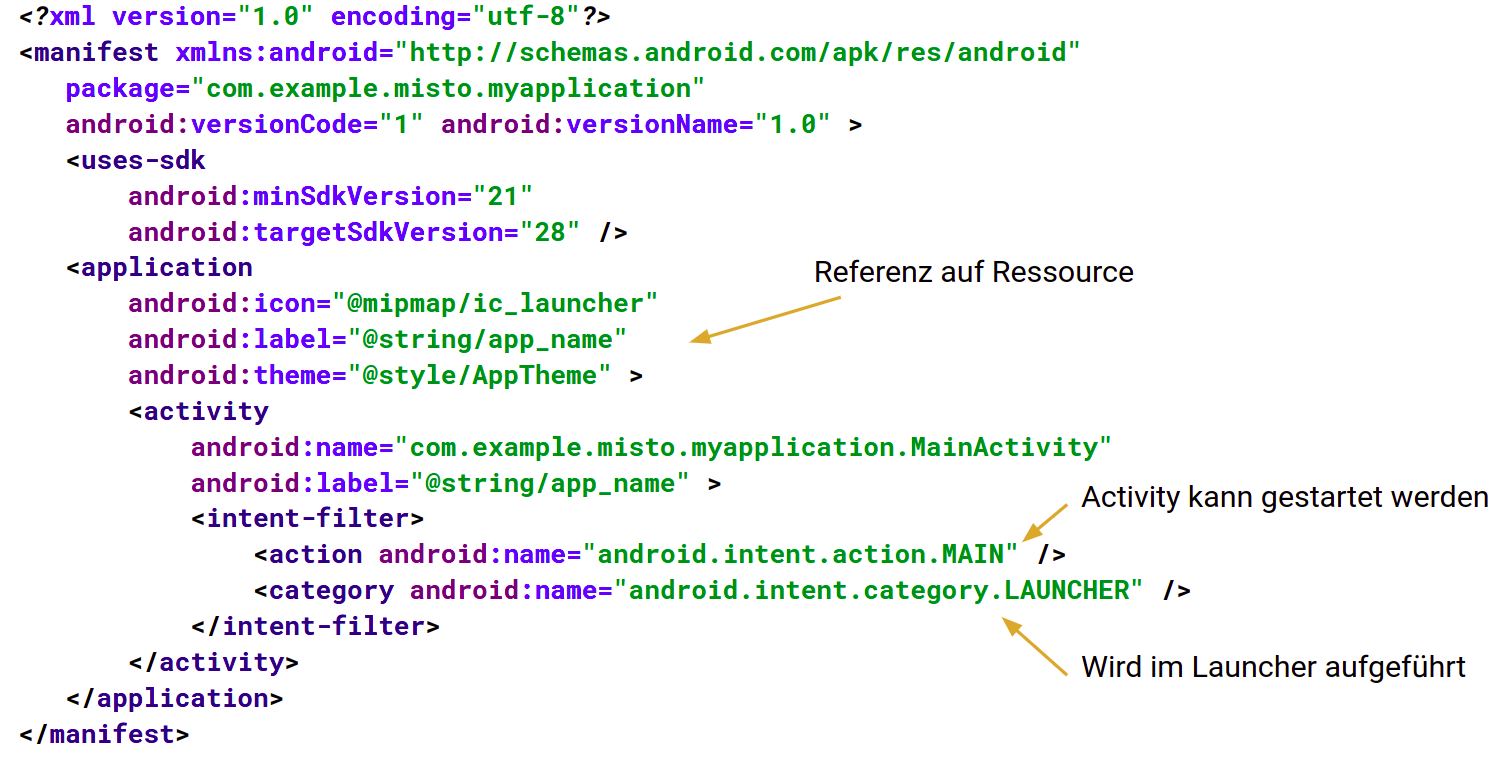 <?xml version="1.0" encoding="utf-8"?>
<manifest xmlns:android="http://schemas.android.com/apk/res/android"
package="com.example.misto.myapplication"
android:versionCode="1" android:versionName="1.0" >
<uses-sdk
android:minSdkVersion="21"
android:targetSdkVersion="28" />
<application
Referenz auf Ressource
android:icon="@mipmap/ic_launcher"
android:label="@string/app_name"
android:theme="@style/AppTheme" >
<activity
android:name="com.example.misto.myapplication.MainActivity"
android:label="@string/app_name" >
Activity kann gestartet werden
<intent-filter>
<action android:name="android.intent.action.MAIN" />
<category android:name="android.intent.category.LAUNCHER" />
</intent-filter>
Wird im Launcher aufgeführt
</activity>
</application>
</manifest>